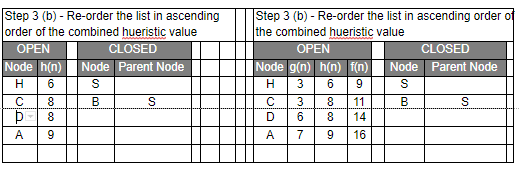 Step 3 (b) - Re-order the list in ascending order of the combined hueristic value
OPEN CLOSED
Node h(n) Node Parent Node
H 6 S
C 8 B S
D 8
A 9
Step 3 (b) - Re-order the list in ascending order of the combined hueristic value
OPEN CLOSED
Node g(n) h(n) f(n) Node Parent Node
H 3 6 9 S
C 3 8 11 B S
D 6 8 14
A 7 9 16